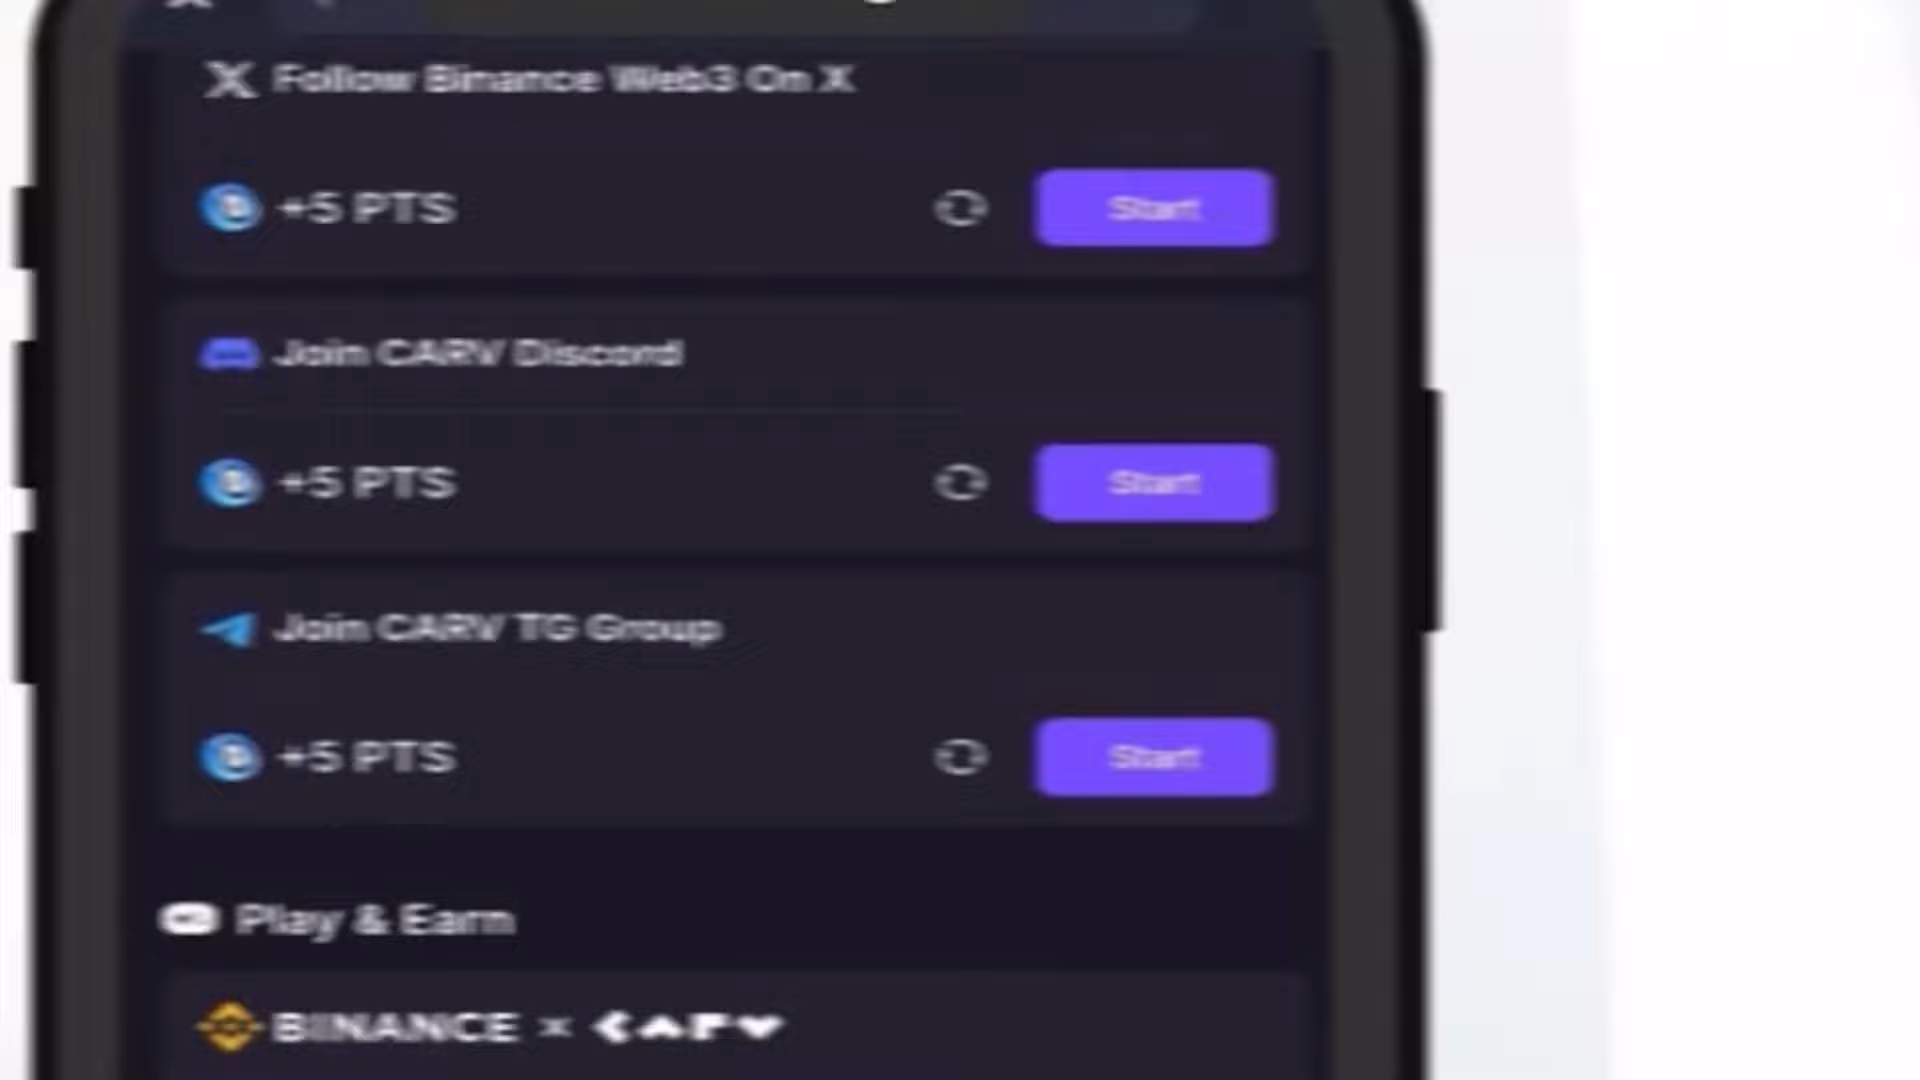 Follow Binance Web3 On X
+5 PTS
Start
Join CARV Discord
+5 PTS
Start
Join CARV TG Group
+5 PTS
Start
Play & Earn
BINANCE × CARV